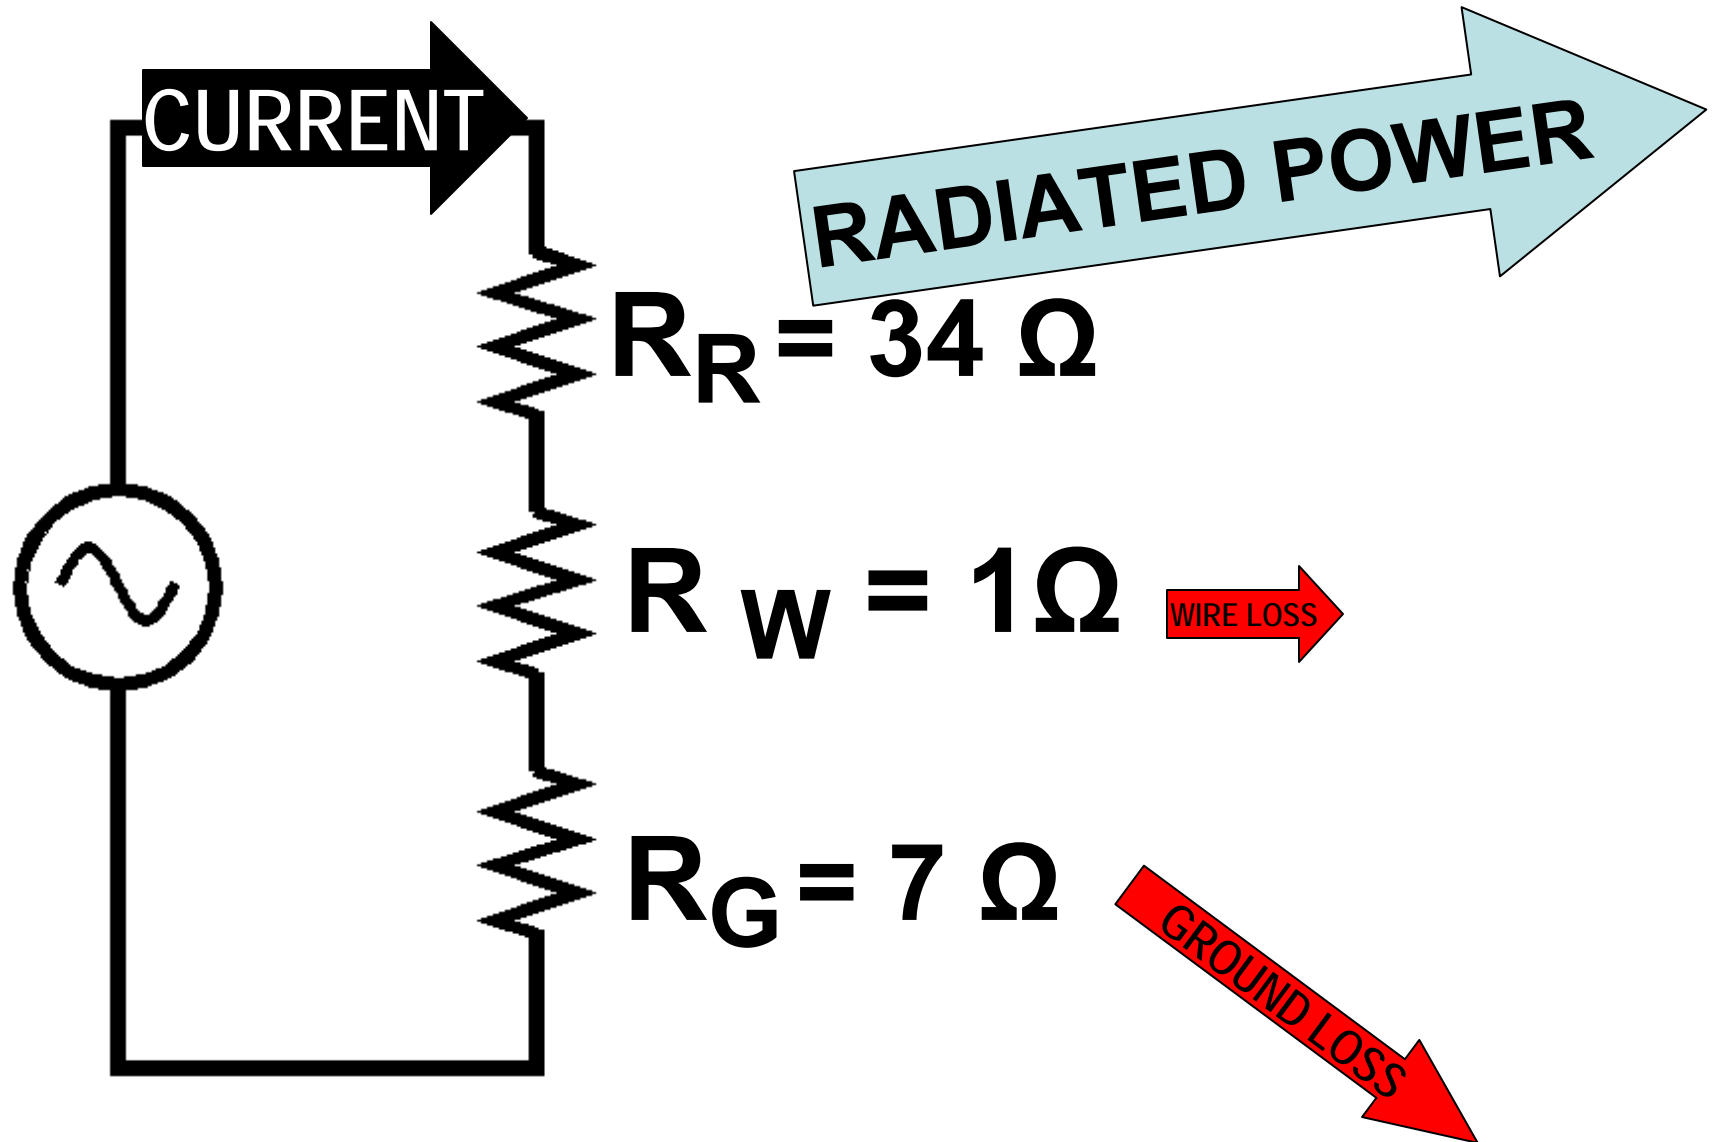 CURRENT
RADIATED POWER
RR = 34 Ω
R W = 1Ω
WIRE LOSS
RG = 7 Ω
GROUND LOSS